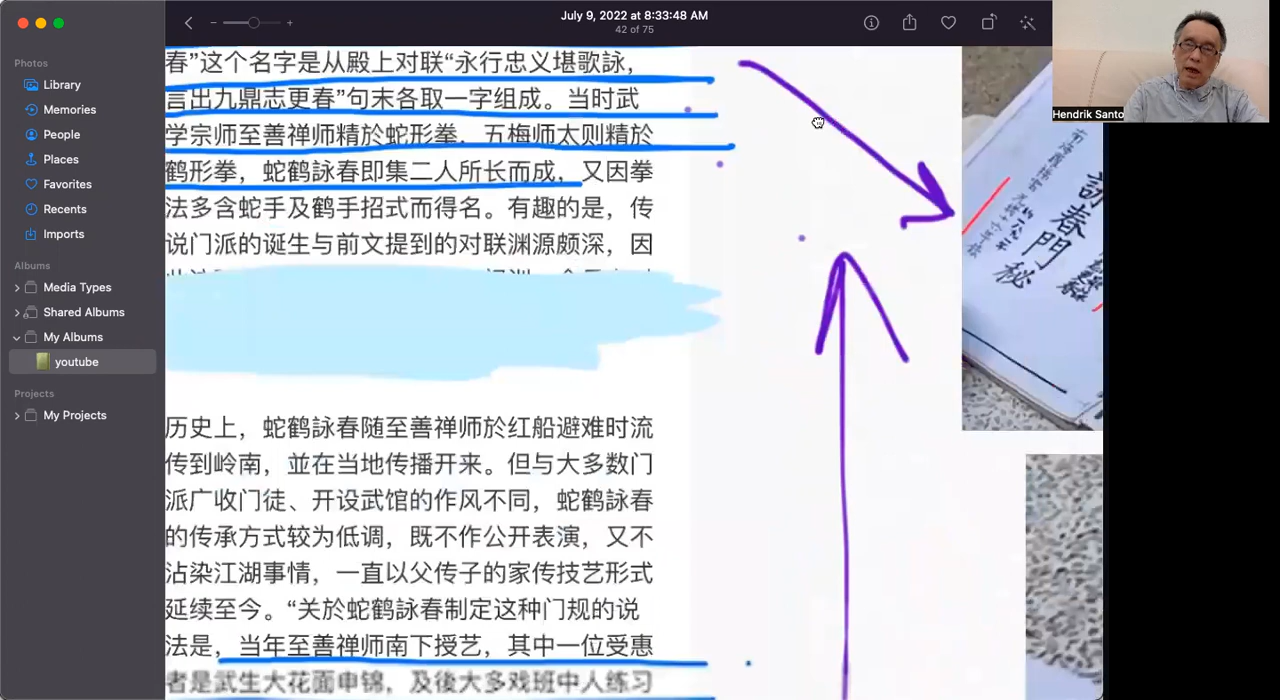 July 9, 2022 at 8:33:48 AM
42 of 75
Hendrik Santo
Photos
Library
Memories
People
Places
Favorites
Recents
Imports
Albums
Media Types
Shared Albums
My Albums
youtube
Projects
My Projects
春”这个名字是从殿上对联“永行忠义堪歌詠，
言出九鼎志更春”句末各取一字组成。当时武
学宗师至善禅师精於蛇形拳，五梅师太则精於
鹤形拳，蛇鹤詠春即集二人所长而成，又因拳
法多含蛇手及鹤手招式而得名。有趣的是，传
说门派的诞生与前文提到的对联渊源颇深，因
历史上，蛇鹤詠春随至善禅师於红船避难时流
传到岭南，並在当地传播开来。但与大多数门
派广收门徒、开设武馆的作风不同，蛇鹤詠春
的传承方式较为低调，既不作公开表演，又不
沾染江湖事情，一直以父传子的家传技艺形式
延续至今。“关於蛇鹤詠春制定这种门规的说
法是，当年至善禅师南下授艺，其中一位受惠
者是武生大花面申锦，及後大多戏班中人练习
詠春門秘